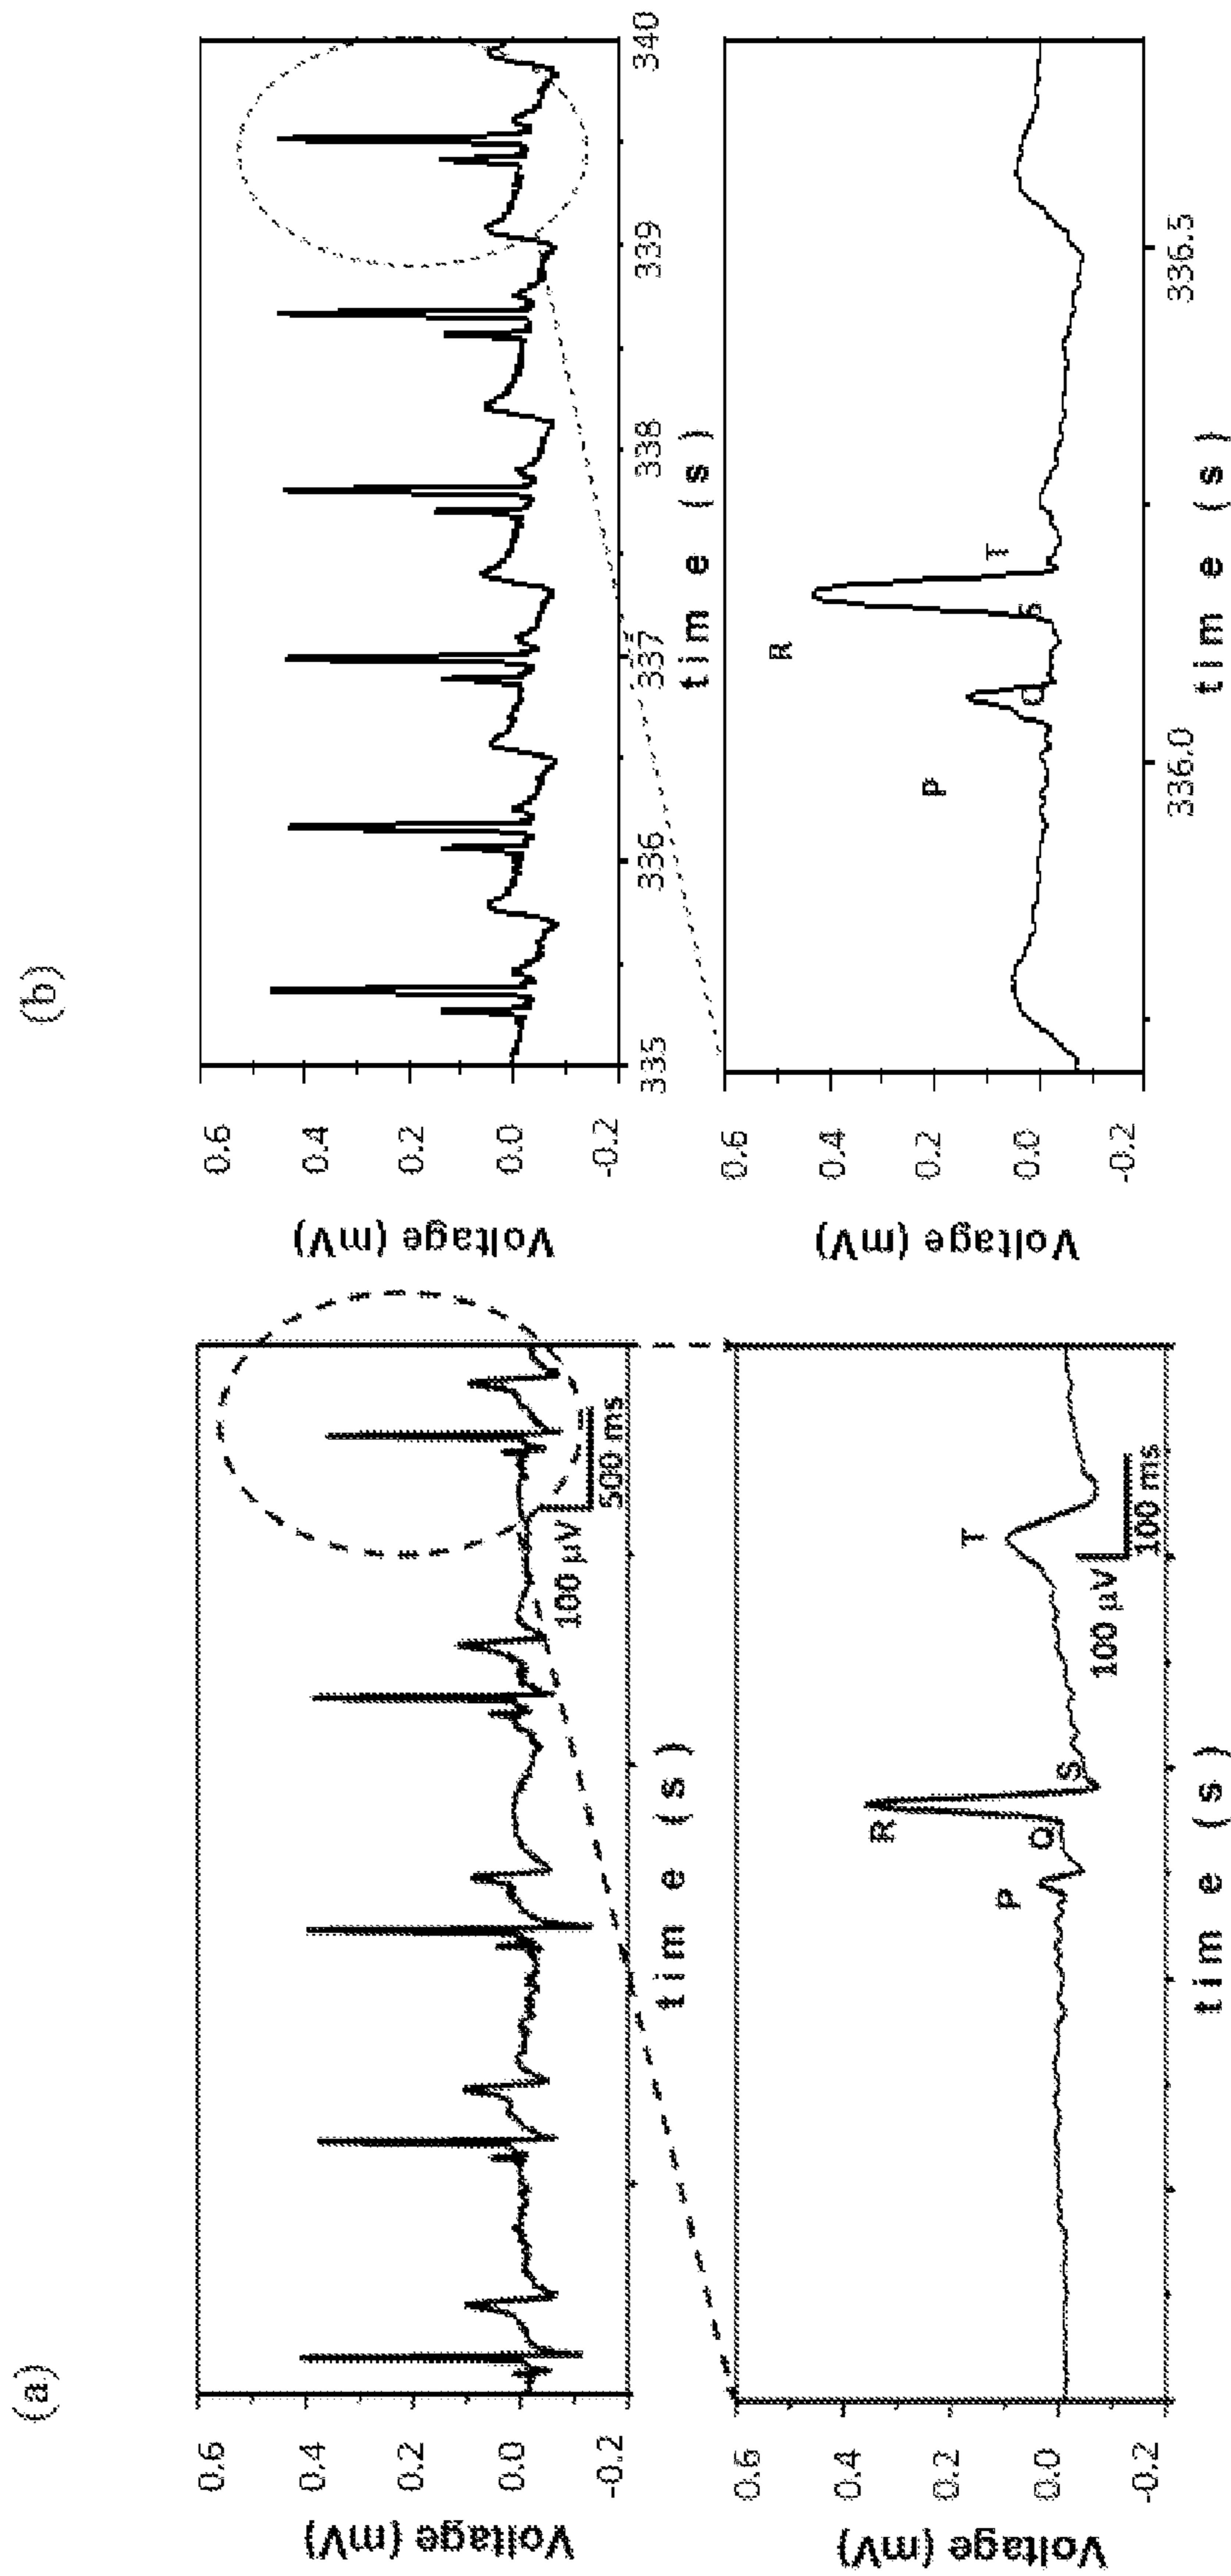 (a)
Voltage (mV)
0.6
0.4
0.2
0.0
-0.2
100 µV
500 ms
time (s)
Voltage (mV)
0.6
0.4
0.2
0.0
-0.2
P
Q
R
S
T
100 µV
100 ms
time (s)
(b)
Voltage (mV)
0.6
0.4
0.2
0.0
-0.2
335
336
337
338
339
340
time (s)
Voltage (mV)
0.6
0.4
0.2
0.0
-0.2
P
R
S
T
336.0
336.5
time (s)